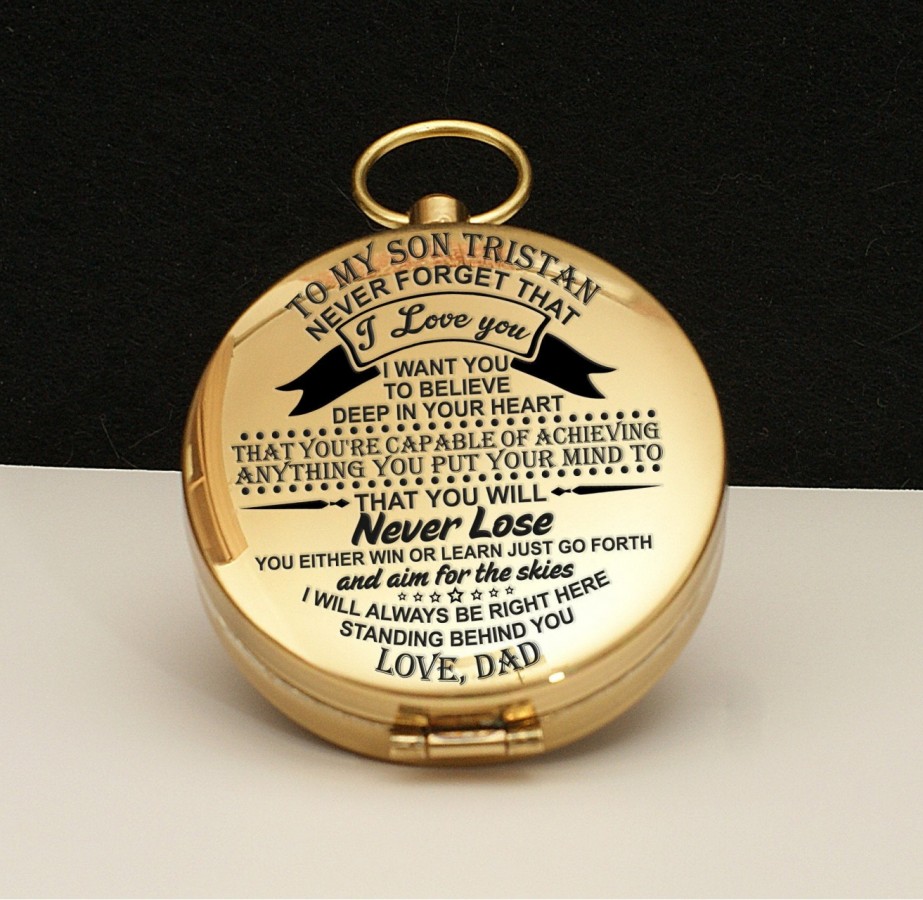 TO MY SON TRISTAN
NEVER FORGET THAT
I Love you
I WANT YOU
TO BELIEVE
DEEP IN YOUR HEART
THAT YOU'RE CAPABLE OF ACHIEVING
ANYTHING YOU PUT YOUR MIND TO
THAT YOU WILL
Never Lose
YOU EITHER WIN OR LEARN JUST GO FORTH
and aim for the skies
I WILL ALWAYS BE RIGHT HERE
STANDING BEHIND YOU
LOVE, DAD